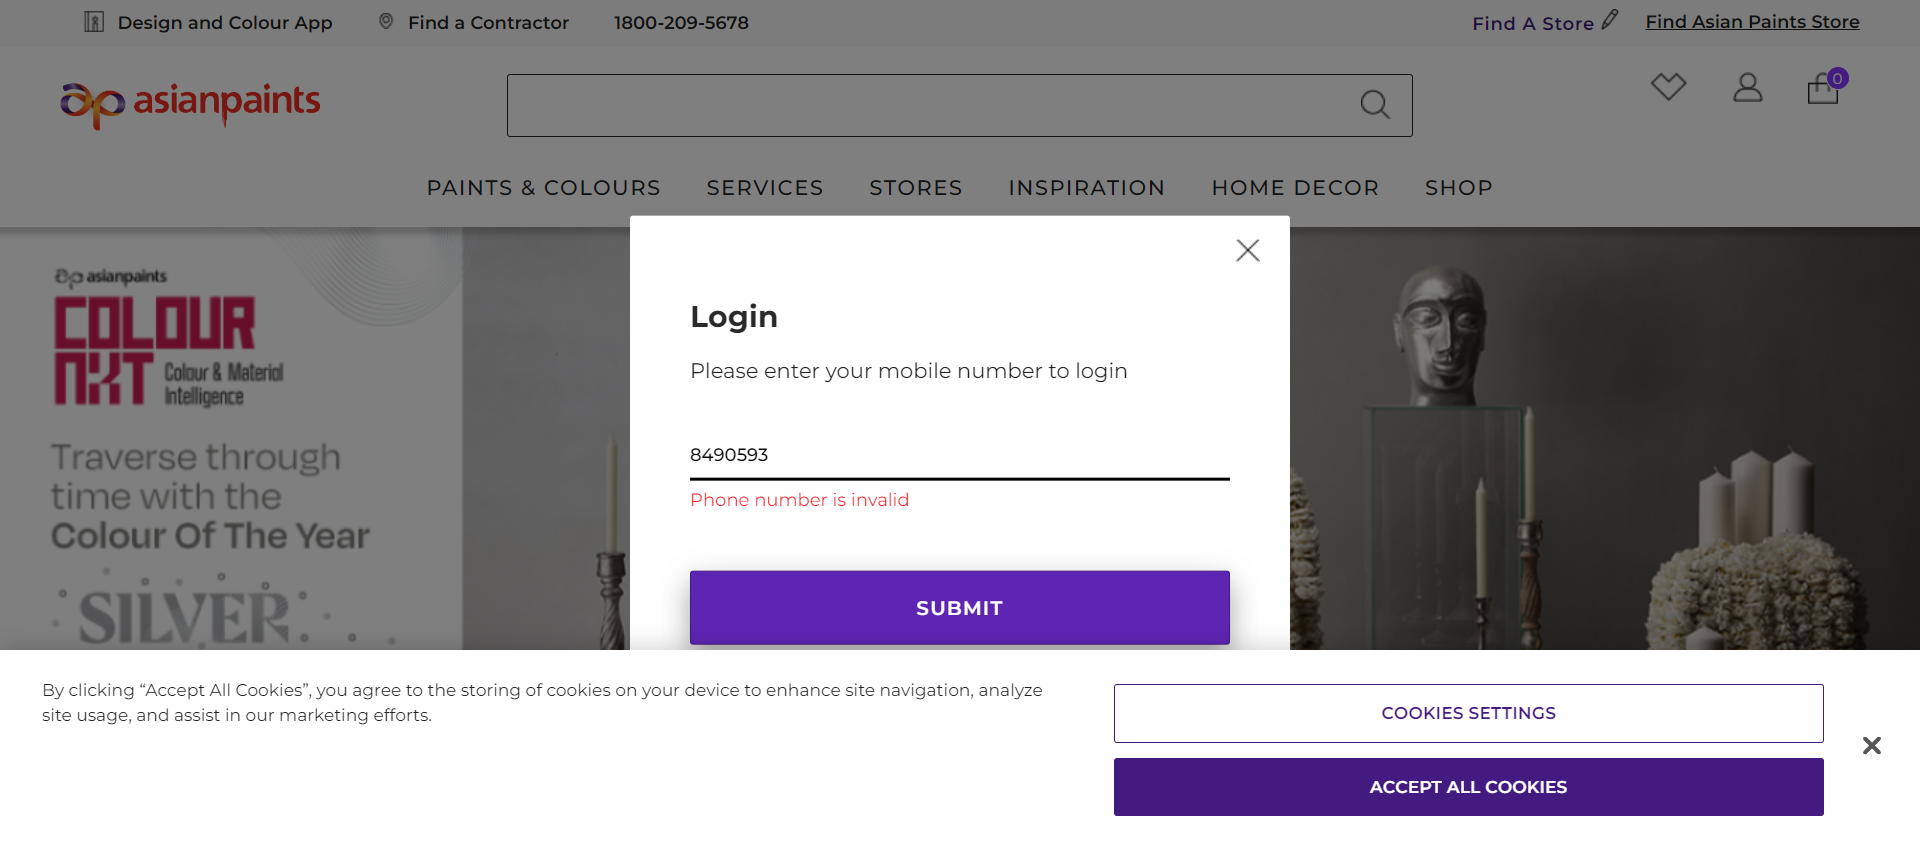 Design and Colour App
Find a Contractor
1800-209-5678
Find A Store
Find Asian Paints Store
asianpaints
0
PAINTS & COLOURS
SERVICES
STORES
INSPIRATION
HOME DECOR
SHOP
asianpaints
COLOUR
NXT
Colour & Material
Intelligence
Traverse through
time with the
Colour Of The Year
SILVER
Login
Please enter your mobile number to login
8490593
Phone number is invalid
SUBMIT
By clicking “Accept All Cookies”, you agree to the storing of cookies on your device to enhance site navigation, analyze
site usage, and assist in our marketing efforts.
COOKIES SETTINGS
ACCEPT ALL COOKIES